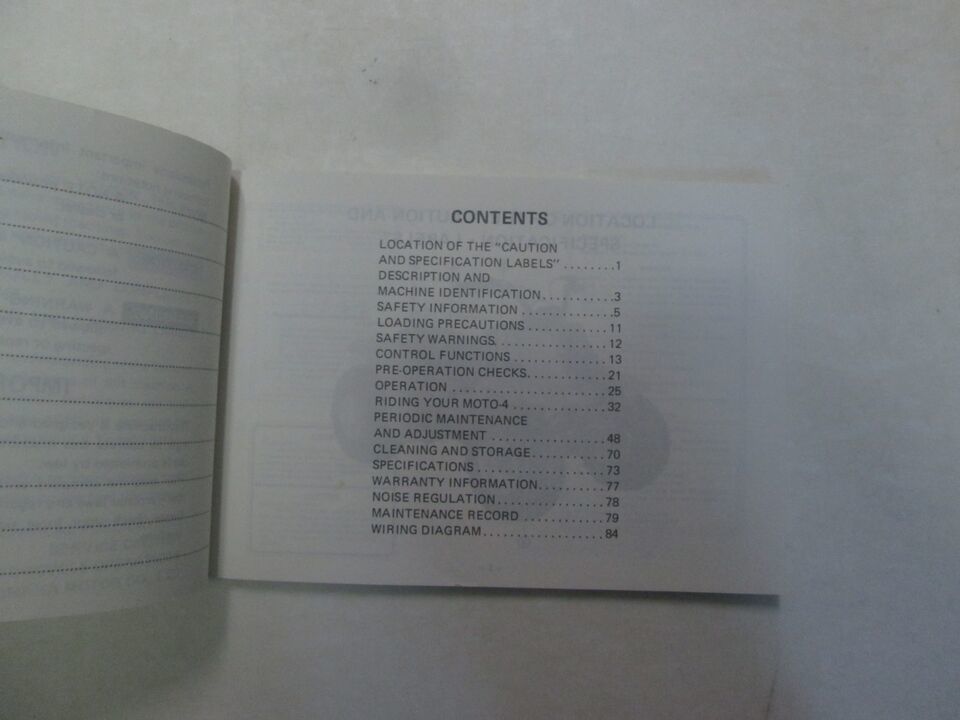 CONTENTS
LOCATION OF THE "CAUTION
AND SPECIFICATION LABELS" ........1
DESCRIPTION AND
MACHINE IDENTIFICATION...........3
SAFETY INFORMATION ..............5
LOADING PRECAUTIONS ............11
SAFETY WARNINGS.................12
CONTROL FUNCTIONS ..............13
PRE-OPERATION CHECKS............21
OPERATION ......................25
RIDING YOUR MOTO-4 .............32
PERIODIC MAINTENANCE
AND ADJUSTMENT .................48
CLEANING AND STORAGE...........70
SPECIFICATIONS ..................73
WARRANTY INFORMATION..........77
NOISE REGULATION................78
MAINTENANCE RECORD ............79
WIRING DIAGRAM..................84